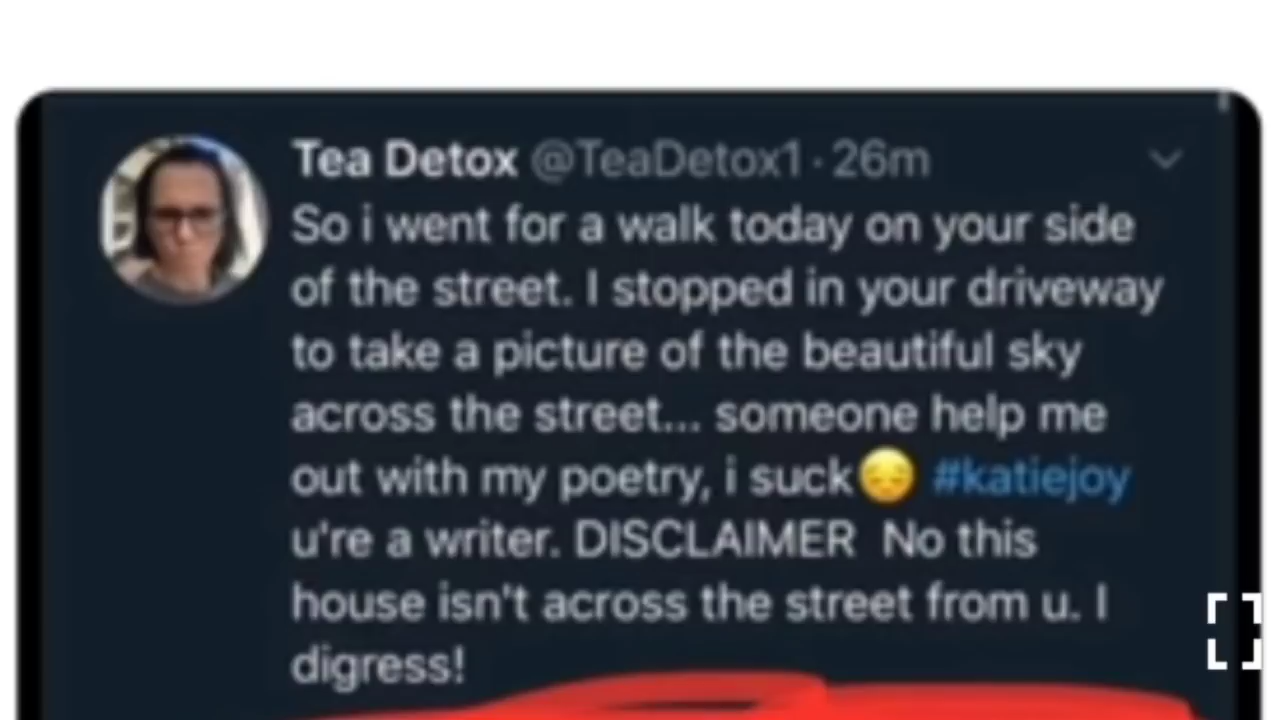 Tea Detox @TeaDetox1 · 26m
So i went for a walk today on your side
of the street. I stopped in your driveway
to take a picture of the beautiful sky
across the street... someone help me
out with my poetry, i suck😔 #katiejoy
u're a writer. DISCLAIMER  No this
house isn't across the street from u. I
digress!